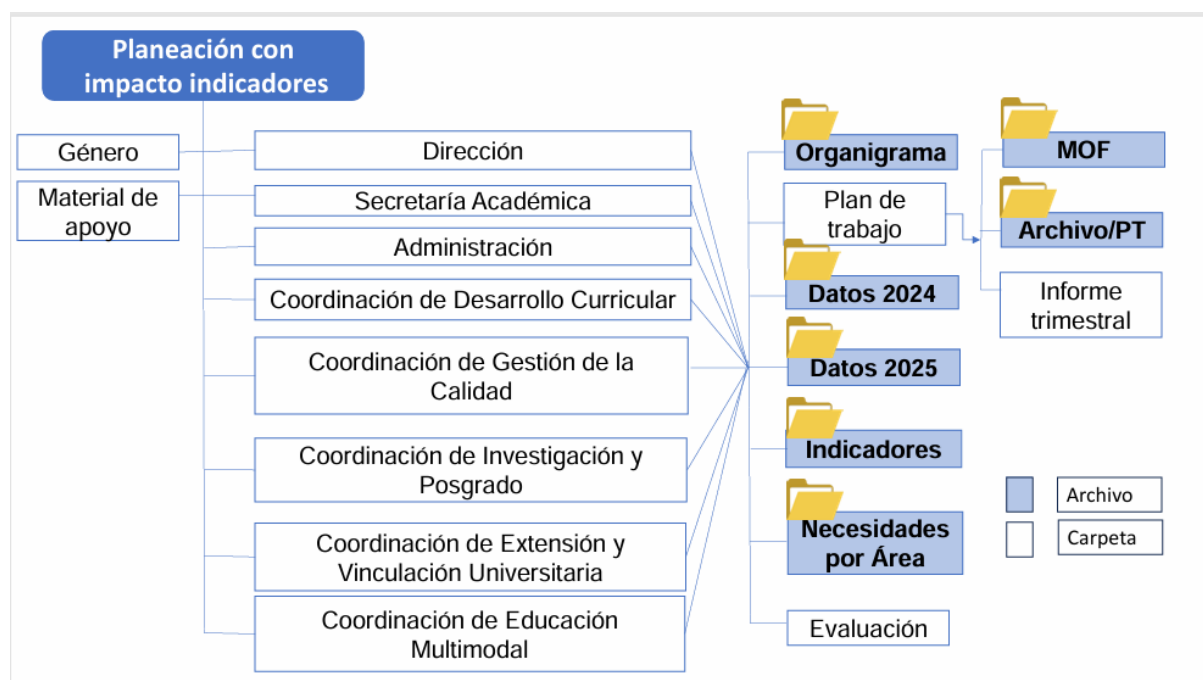 Planeación con
impacto indicadores
Género
Material de
apoyo
Dirección
Secretaría Académica
Administración
Coordinación de Desarrollo Curricular
Coordinación de Gestión de la
Calidad
Coordinación de Investigación y
Posgrado
Coordinación de Extensión y
Vinculación Universitaria
Coordinación de Educación
Multimodal
Organigrama
Plan de
trabajo
Datos 2024
Datos 2025
Indicadores
Necesidades
por Área
Evaluación
MOF
Archivo/PT
Informe
trimestral
Archivo
Carpeta